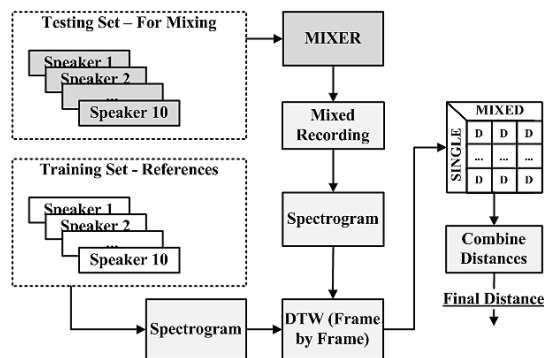 Testing Set – For Mixing
Speaker 1
Speaker 2
...
Speaker 10
MIXER
Mixed
Recording
Spectrogram
Training Set - References
Speaker 1
Speaker 2
...
Speaker 10
Spectrogram
DTW (Frame
by Frame)
MIXED
SINGLE
D D D
... ... ...
D D D
Combine
Distances
Final Distance